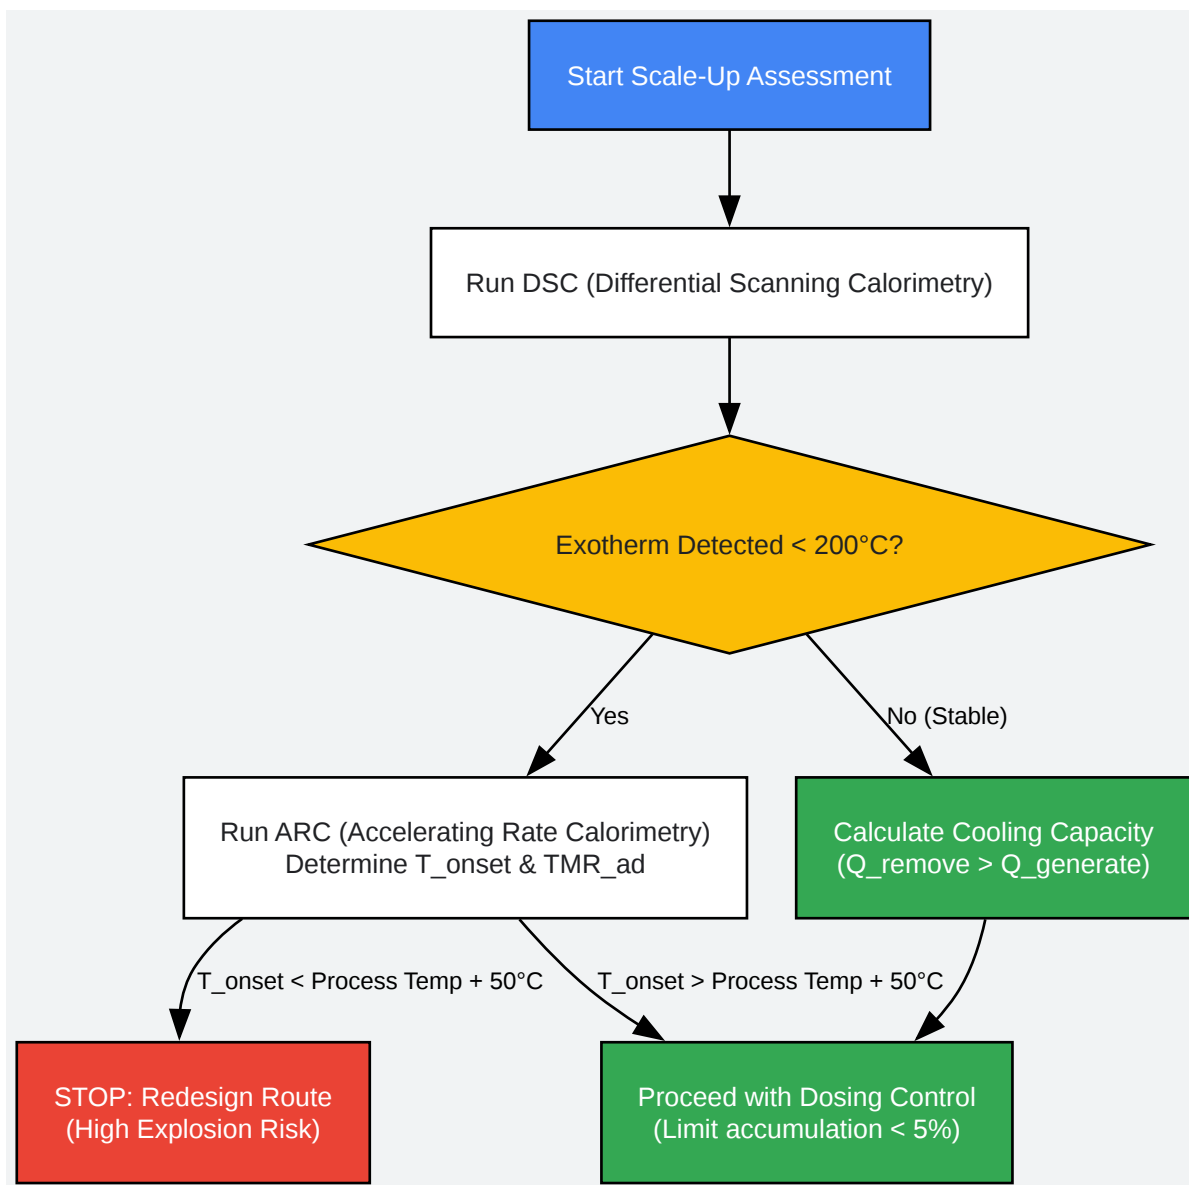 Start Scale-Up Assessment
Run DSC (Differential Scanning Calorimetry)
Exotherm Detected < 200°C?
Yes
No (Stable)
Run ARC (Accelerating Rate Calorimetry)
Determine T_onset & TMR_ad
Calculate Cooling Capacity
(Q_remove > Q_generate)
T_onset < Process Temp + 50°C
T_onset > Process Temp + 50°C
STOP: Redesign Route
(High Explosion Risk)
Proceed with Dosing Control
(Limit accumulation < 5%)